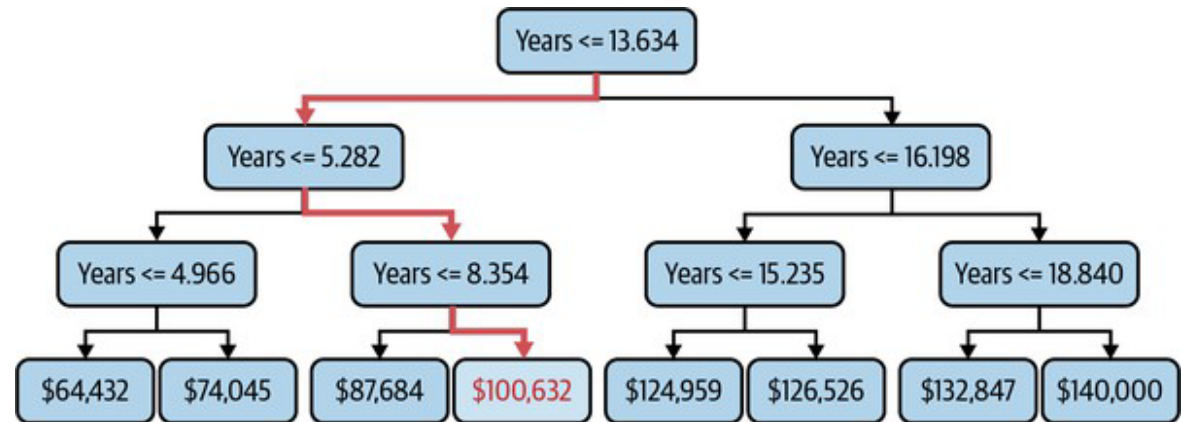 Years <= 13.634
Years <= 5.282
Years <= 16.198
Years <= 4.966
Years <= 8.354
Years <= 15.235
Years <= 18.840
$64,432
$74,045
$87,684
$100,632
$124,959
$126,526
$132,847
$140,000